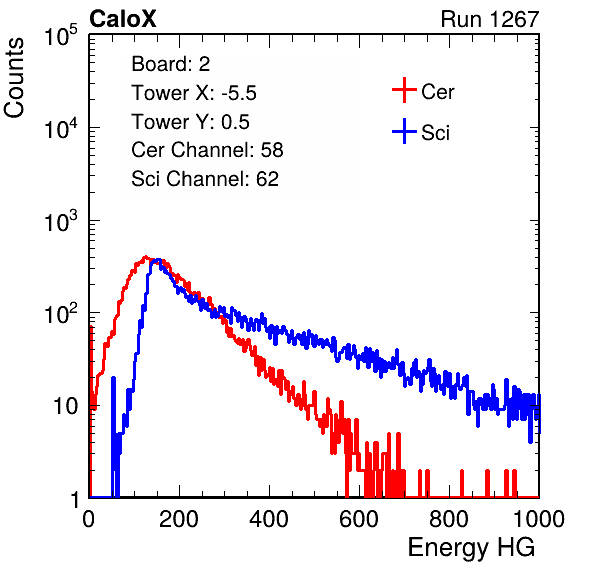 CaloX Run 1267
Counts
Board: 2
Tower X: -5.5
Tower Y: 0.5
Cer Channel: 58
Sci Channel: 62
Cer
Sci
10^5
10^4
10^3
10^2
10
1
0 200 400 600 800 1000
Energy HG